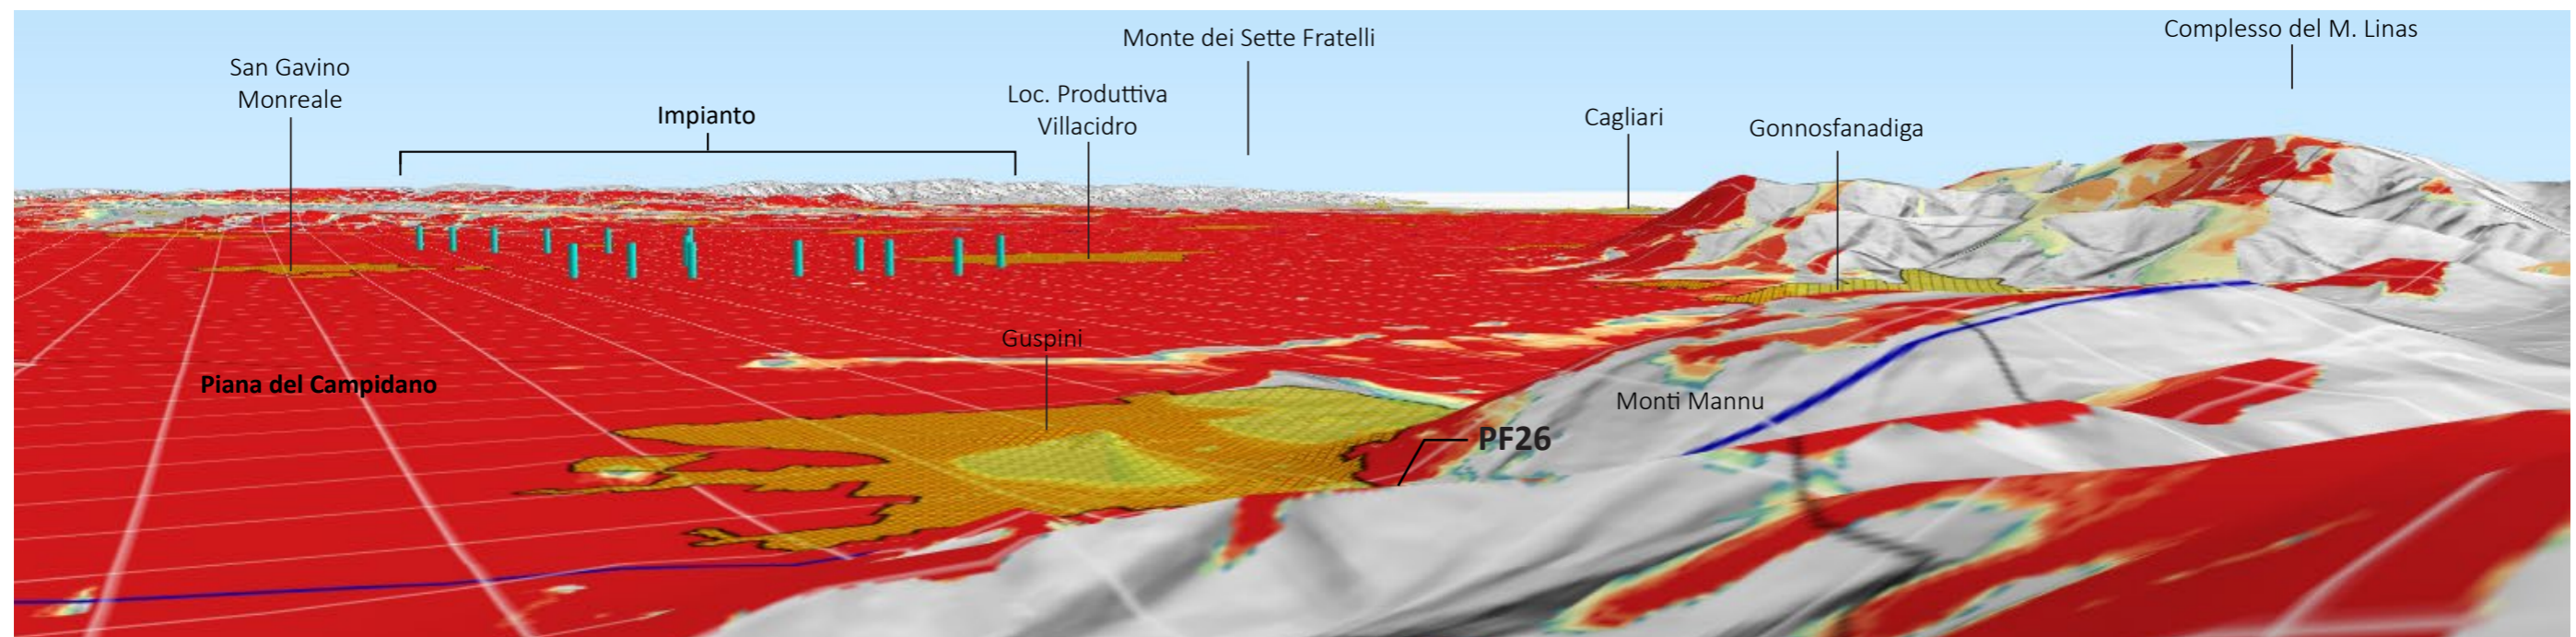 Complesso del M. Linas
Monte dei Sette Fratelli
San Gavino
Monreale
Loc. Produttiva
Villacidro
Impianto
Cagliari
Gonnosfanadiga
Guspini
Piana del Campidano
Monti Mannu
PF26